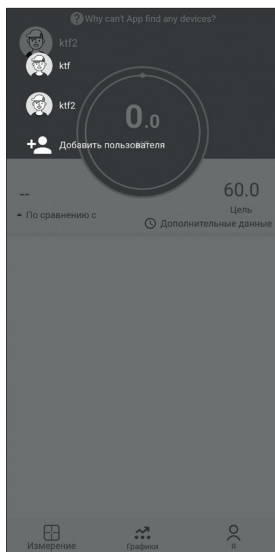 Why can't App find any devices?
ktf2
ktf
ktf2
0.0
Добавить пользователя
--
60.0
По сравнению с
Цель
Дополнительные данные
Измерение
Графики
Я